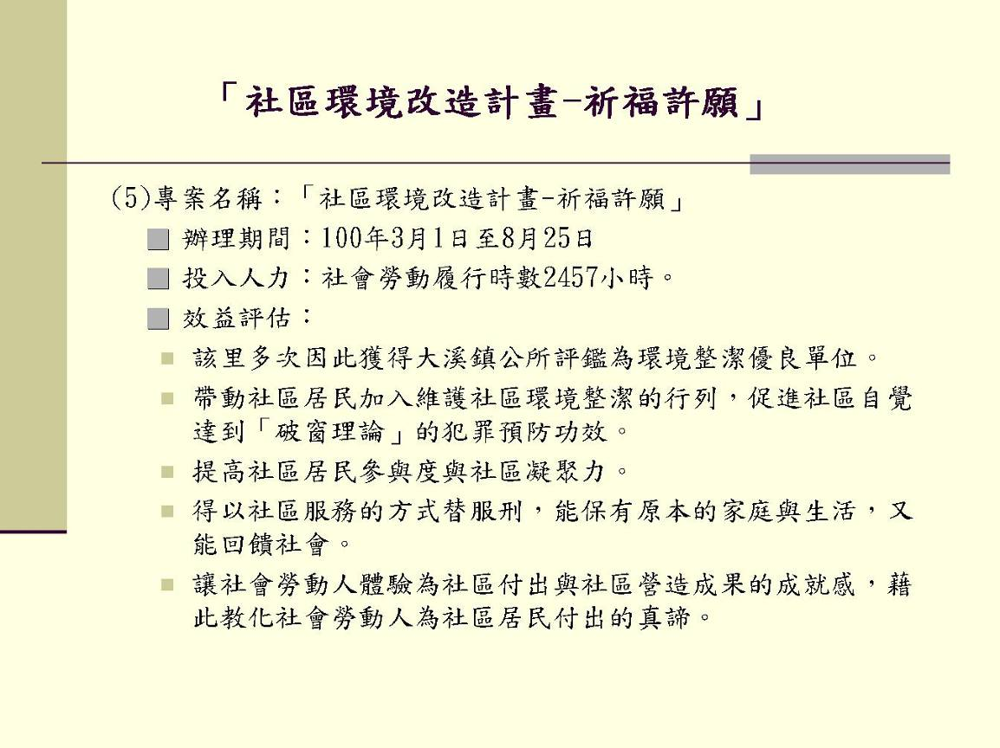 「社區環境改造計畫-祈福許願」
(5)專案名稱：「社區環境改造計畫-祈福許願」
辦理期間：100年3月1日至8月25日
投入人力：社會勞動履行時數2457小時。
效益評估：
該里多次因此獲得大溪鎮公所評鑑為環境整潔優良單位。
帶動社區居民加入維護社區環境整潔的行列，促進社區自覺
達到「破窗理論」的犯罪預防功效。
提高社區居民參與度與社區凝聚力。
得以社區服務的方式替服刑，能保有原本的家庭與生活，又
能回饋社會。
讓社會勞動人體驗為社區付出與社區營造成果的成就感，藉
此教化社會勞動人為社區居民付出的真諦。